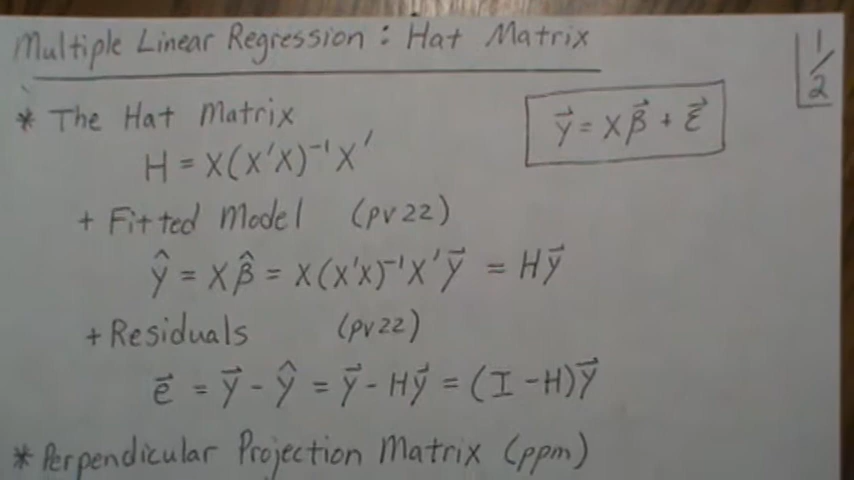 Multiple Linear Regression: Hat Matrix
1/2
* The Hat Matrix
y⃗ = Xβ⃗ + ε⃗
H = X(X'X)⁻¹X'
+ Fitted Model (pv22)
ŷ = Xβ̂ = X(X'X)⁻¹X'y⃗ = Hy⃗
+ Residuals (pv22)
e⃗ = y⃗ - ŷ = y⃗ - Hy⃗ = (I - H)y⃗
* Perpendicular Projection Matrix (ppm)